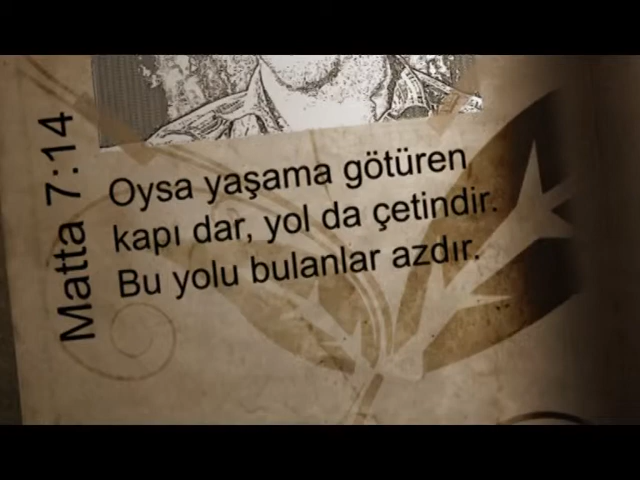 Matta 7:14
Oysa yaşama götüren
kapı dar, yol da çetindir.
Bu yolu bulanlar azdır.